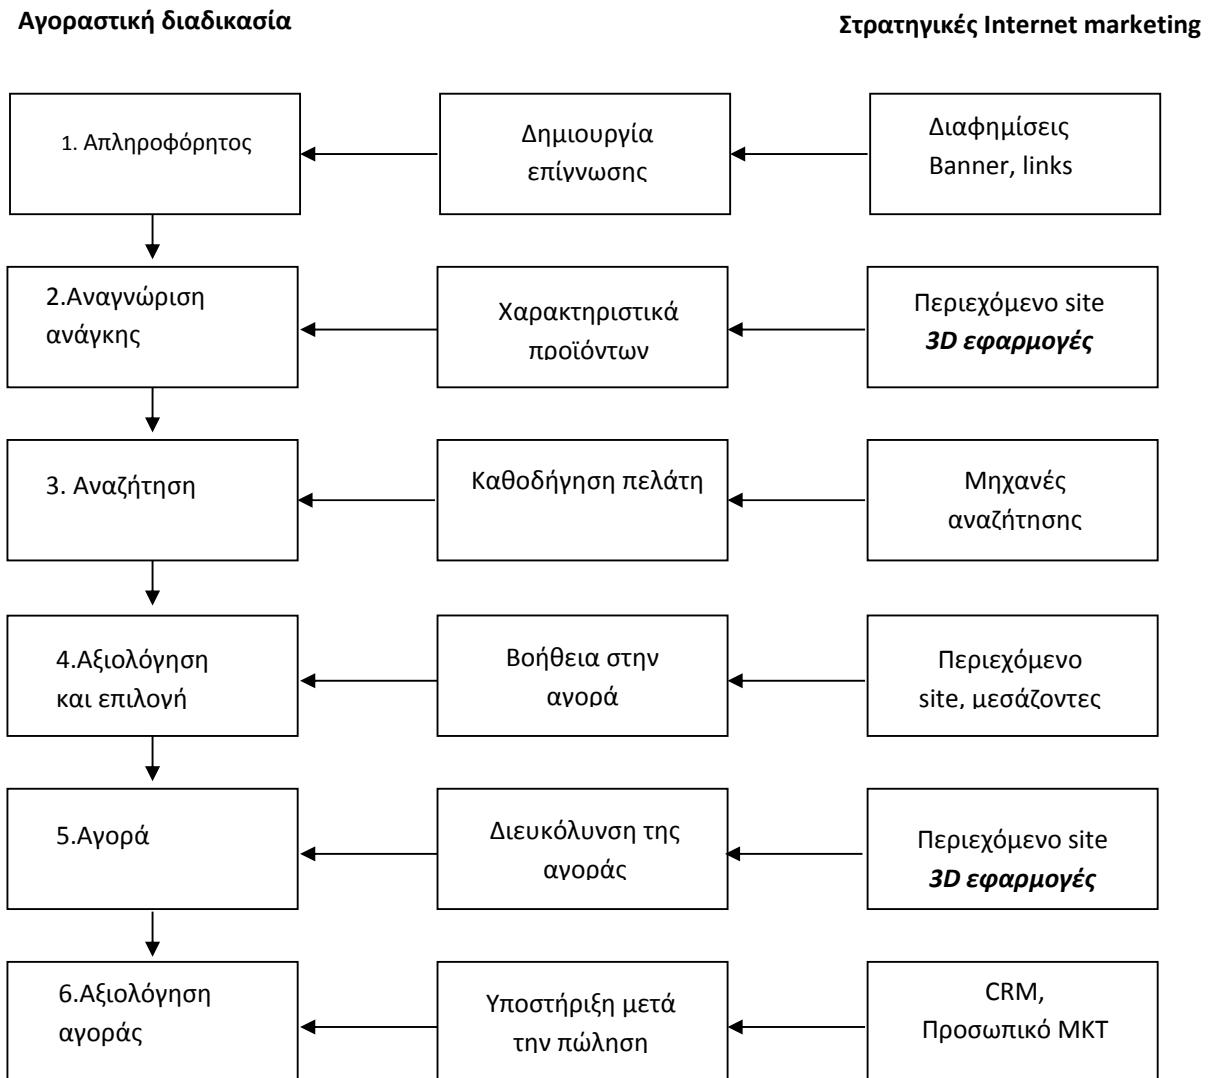 Αγοραστική διαδικασία
Στρατηγικές Internet marketing
1. Απληροφόρητος
Δημιουργία
επίγνωσης
Διαφημίσεις
Banner, links
2.Αναγνώριση
ανάγκης
Χαρακτηριστικά
προϊόντων
Περιεχόμενο site
3D εφαρμογές
3. Αναζήτηση
Καθοδήγηση πελάτη
Μηχανές
αναζήτησης
4.Αξιολόγηση
και επιλογή
Βοήθεια στην
αγορά
Περιεχόμενο
site, μεσάζοντες
5.Αγορά
Διευκόλυνση της
αγοράς
Περιεχόμενο site
3D εφαρμογές
6.Αξιολόγηση
αγοράς
Υποστήριξη μετά
την πώληση
CRM,
Προσωπικό ΜΚΤ